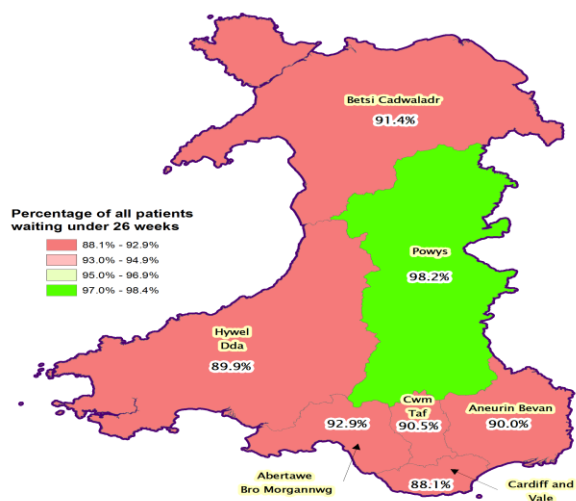 Betsi Cadwaladr
91.4%
Percentage of all patients
waiting under 26 weeks
88.1% - 92.9%
93.0% - 94.9%
95.0% - 96.9%
97.0% - 98.4%
Powys
98.2%
Hywel
Dda
89.9%
Cwm
Taf
90.5%
Aneurin Bevan
90.0%
92.9%
Abertawe
Bro Morgannwg
88.1%
Cardiff and
Vale